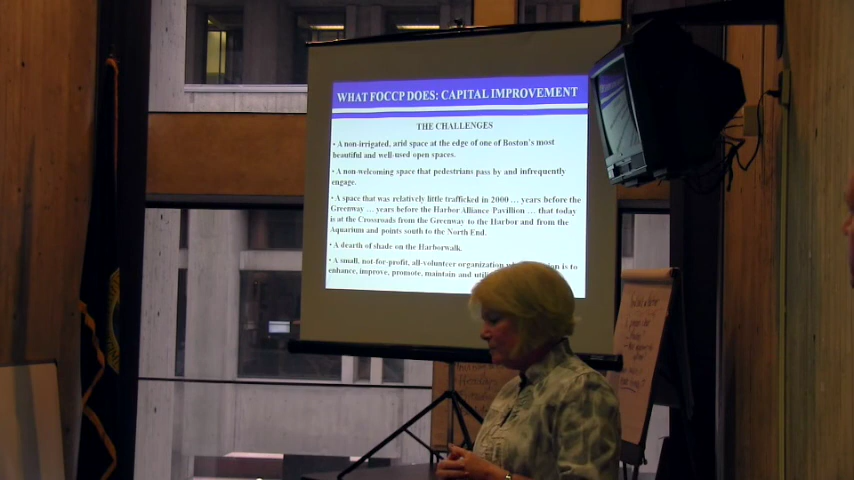 WHAT FOCCP DOES: CAPITAL IMPROVEMENT
THE CHALLENGES
• A non-irrigated, arid space at the edge of one of Boston's most
beautiful and well-used open spaces.
• A non-welcoming space that pedestrians pass by and infrequently
engage.
• A space that was relatively little trafficked in 2000 … years before the
Greenway … years before the Harbor Alliance Pavillion … that today
is at the Crossroads from the Greenway to the Harbor and from the
Aquarium and points south to the North End.
• A dearth of shade on the Harborwalk.
• A small, not-for-profit, all-volunteer organization is to
enhance, improve, promote, maintain and